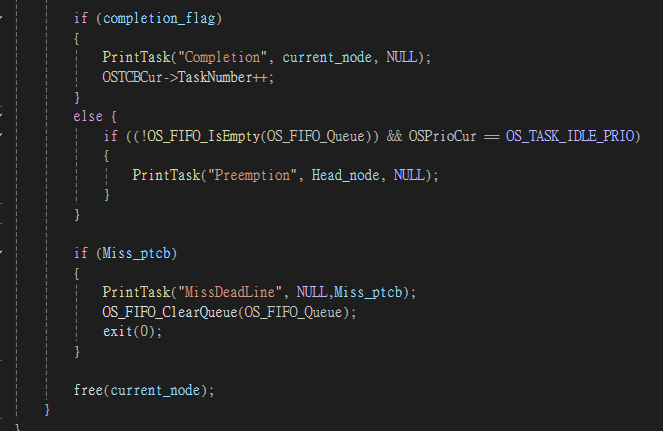 if (completion_flag)
{
PrintTask("Completion", current_node, NULL);
OSTCBCur->TaskNumber++;
}
else {
if ((!OS_FIFO_IsEmpty(OS_FIFO_Queue)) && OSPrioCur == OS_TASK_IDLE_PRIO)
{
PrintTask("Preemption", Head_node, NULL);
}
}
if (Miss_ptcb)
{
PrintTask("MissDeadLine", NULL,Miss_ptcb);
OS_FIFO_ClearQueue(OS_FIFO_Queue);
exit(0);
}
free(current_node);
}
}